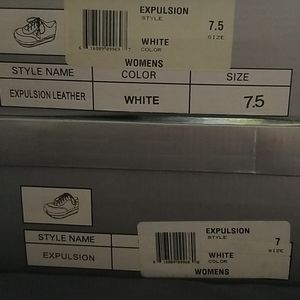 EXPULSION
STYLE
7.5
SIZE
WHITE
COLOR
WOMENS
STYLE NAME COLOR SIZE
EXPULSION LEATHER WHITE 7.5
EXPULSION
STYLE
7
SIZE
STYLE NAME
WHITE
COLOR
EXPULSION
WOMENS